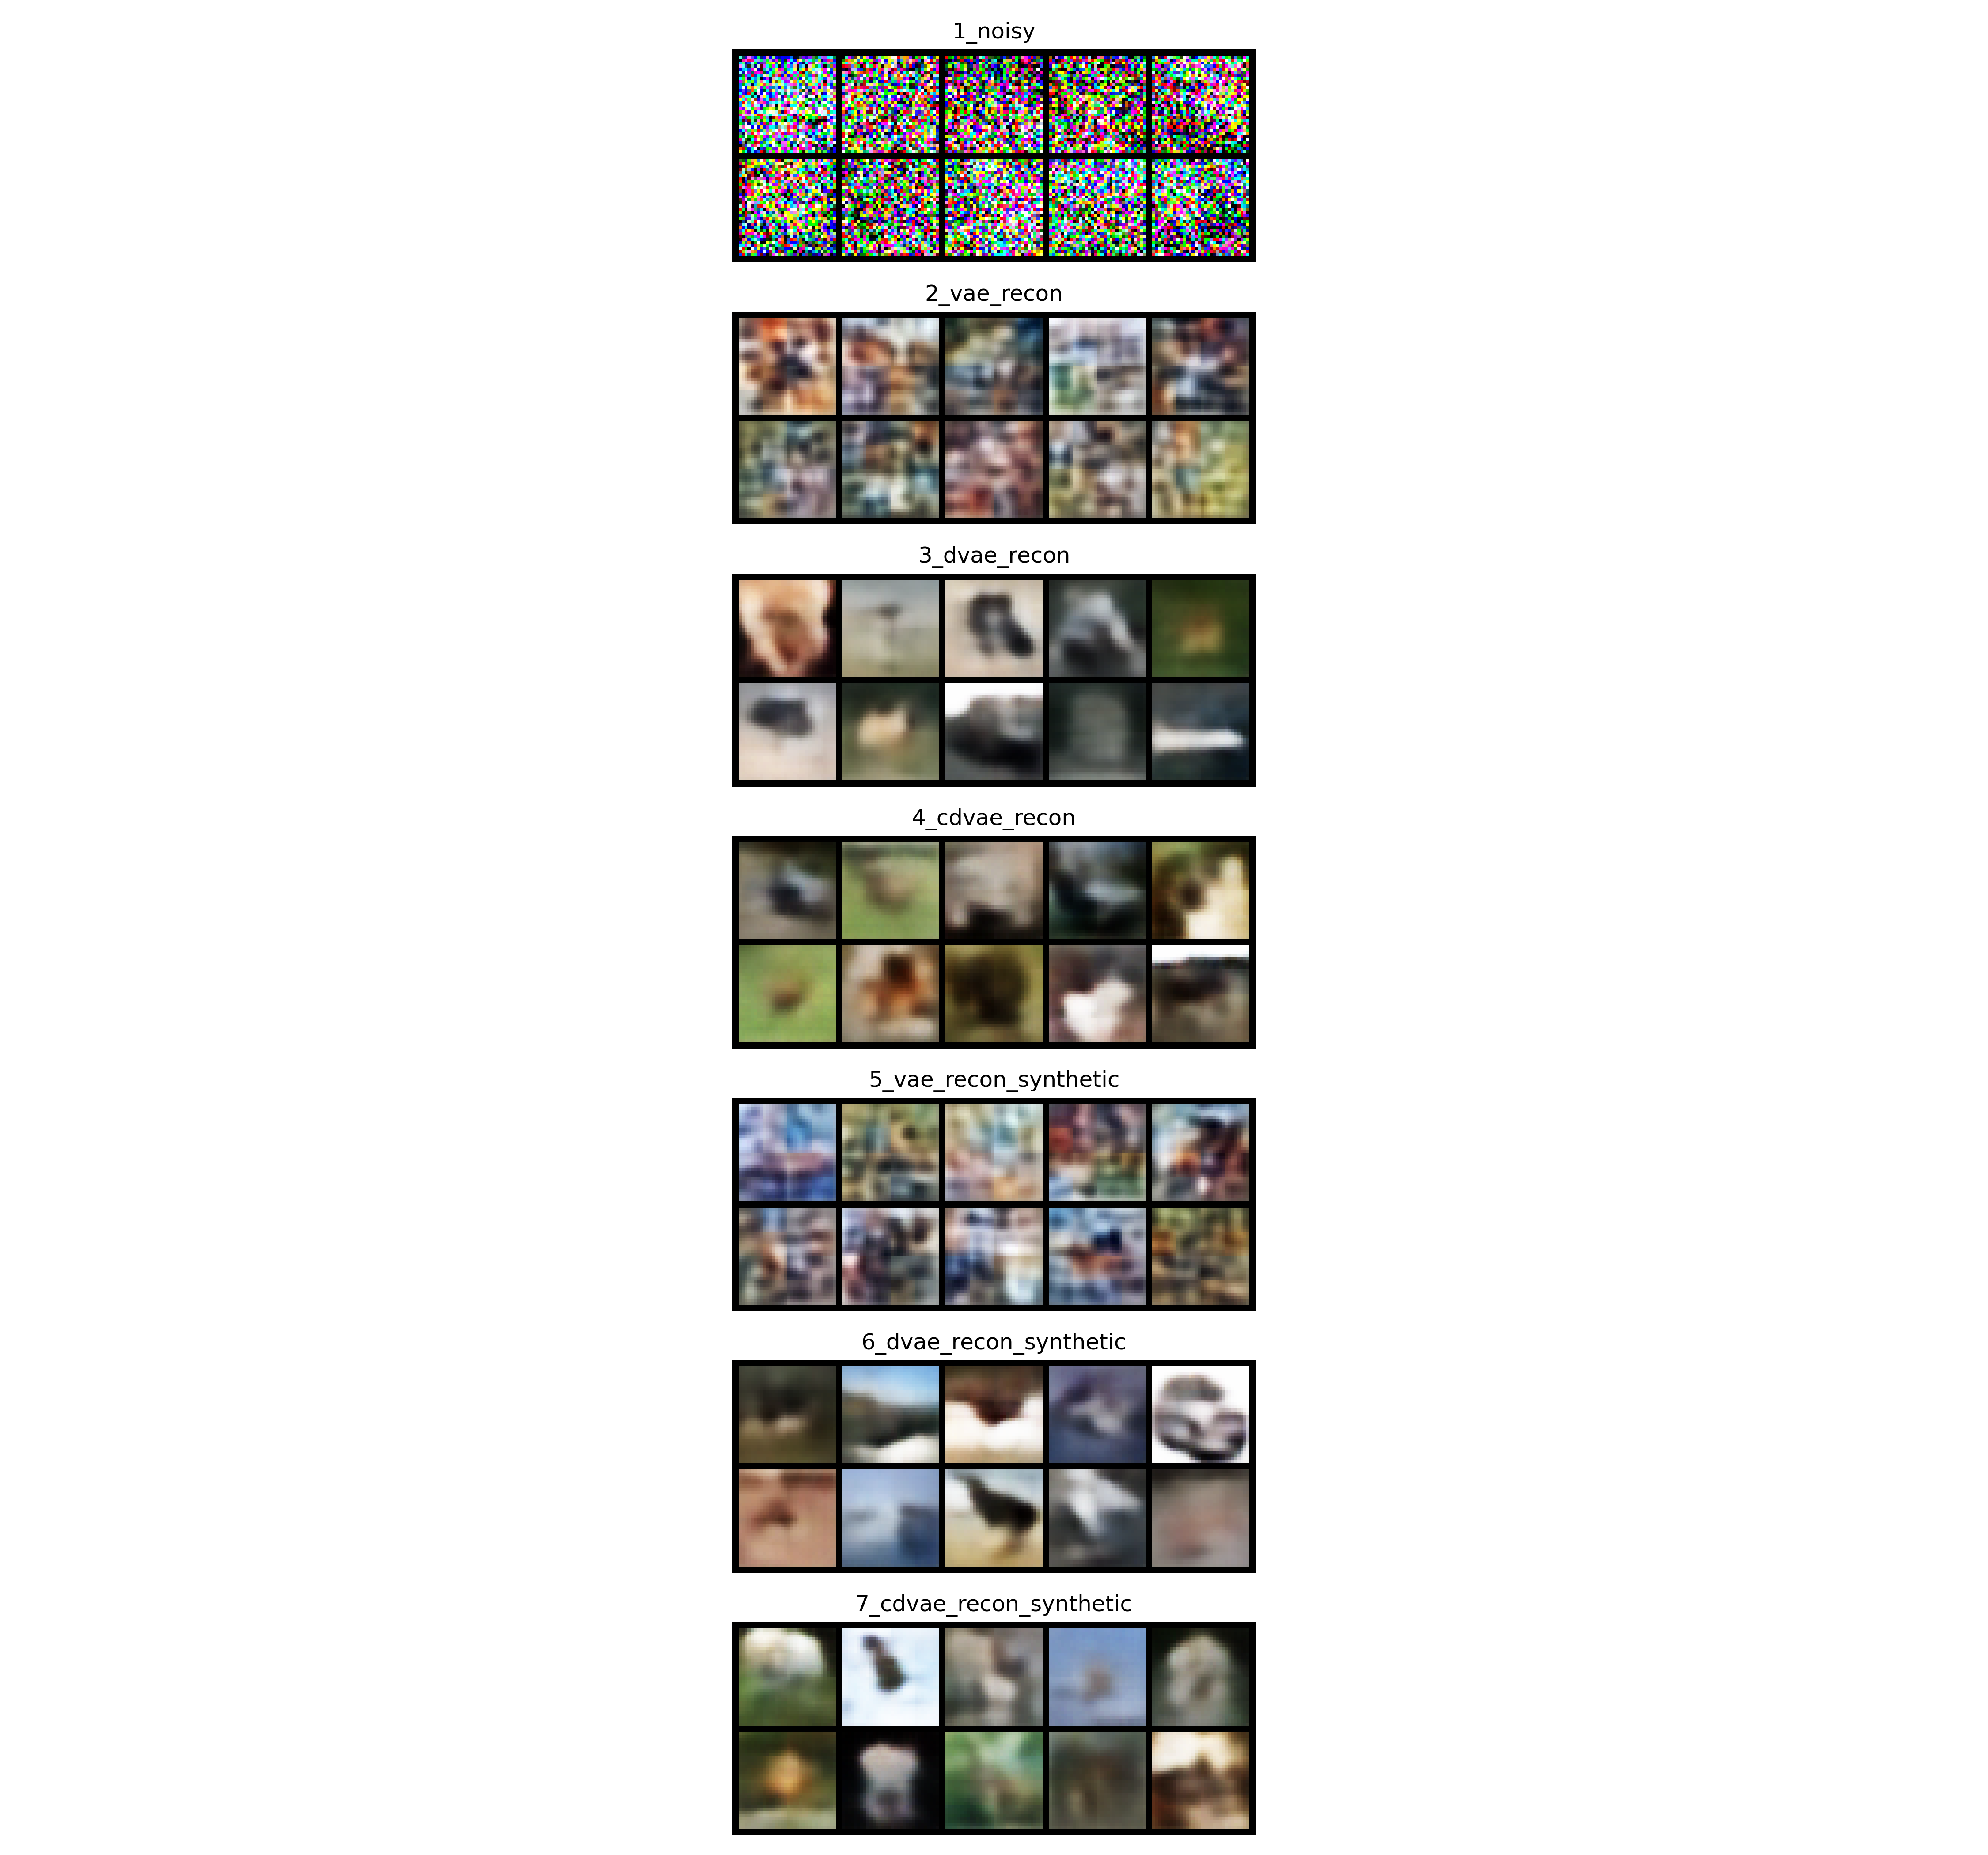 1_noisy
2_vae_recon
3_dvae_recon
4_cdvae_recon
5_vae_recon_synthetic
6_dvae_recon_synthetic
7_cdvae_recon_synthetic